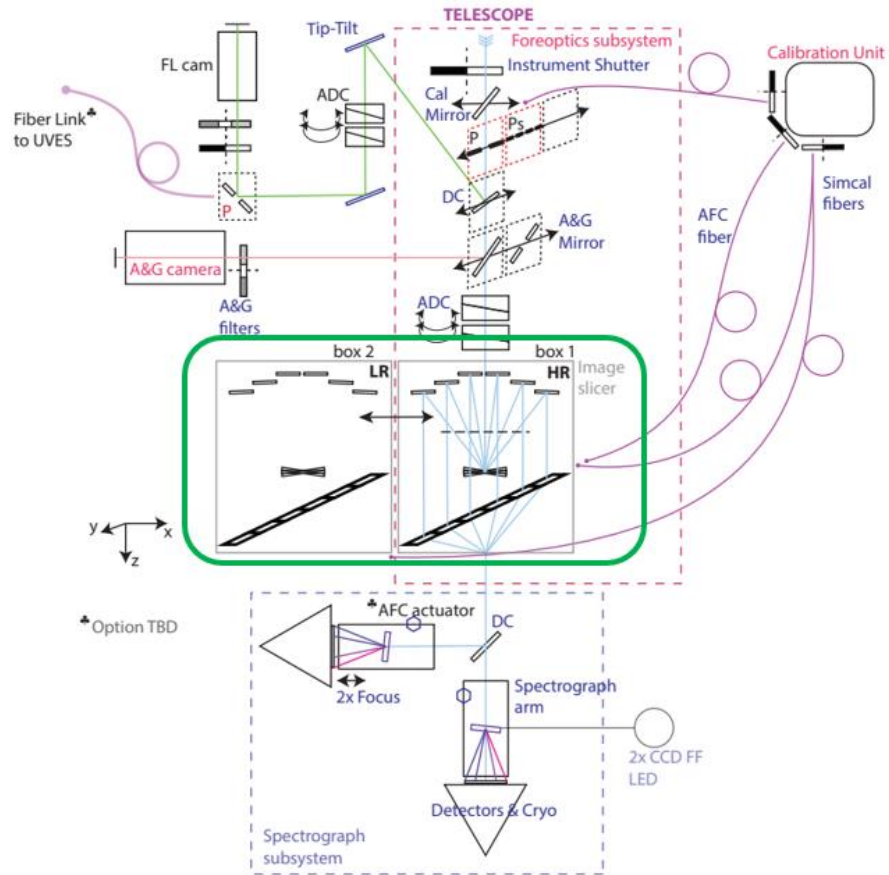 TELESCOPE
Tip-Tilt
Foreoptics subsystem
Instrument Shutter
Calibration Unit
FL cam
ADC
Cal
Mirror
P
Ps
Fiber Link♣
to UVES
Simcal
fibers
P
DC
AFC
fiber
A&G
Mirror
A&G camera
A&G
filters
ADC
box 2
box 1
LR
HR
Image
slicer
y
x
z
♣Option TBD
♣AFC actuator
DC
2x Focus
Spectrograph
arm
2x CCD FF
LED
Detectors & Cryo
Spectrograph
subsystem